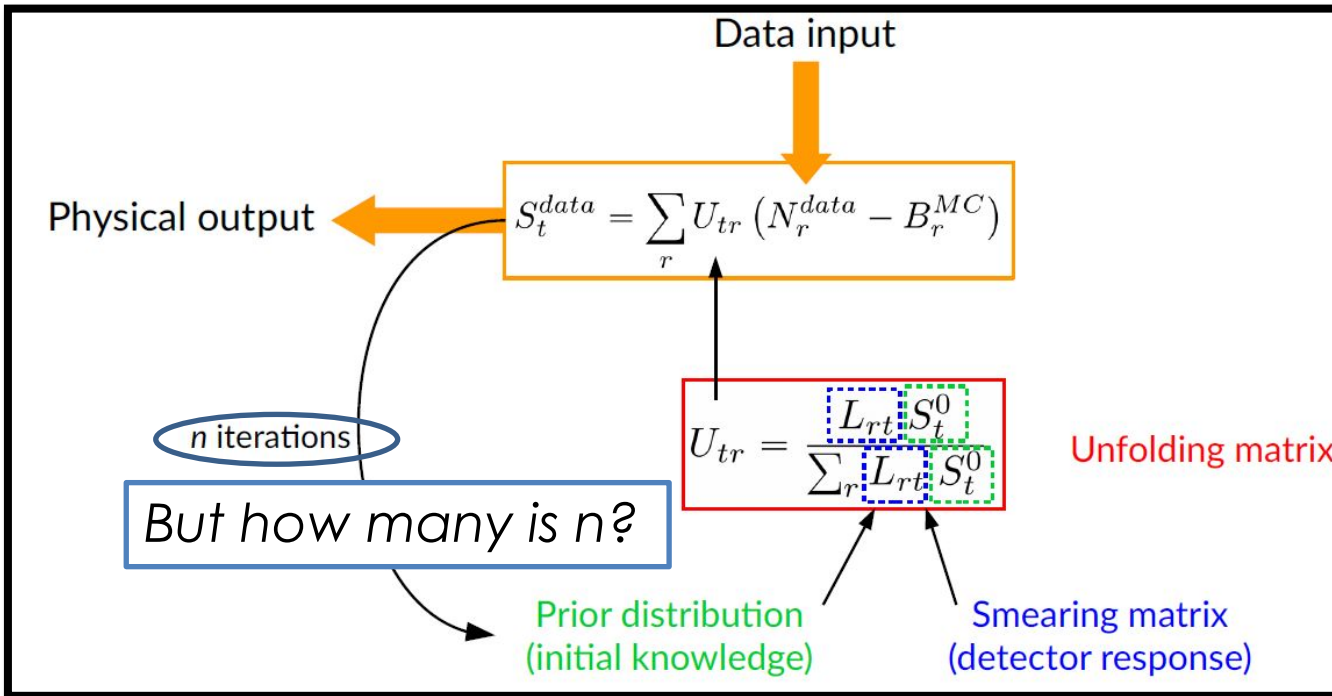 Data input
Physical output
$S_t^{data} = \sum_r U_{tr} \left( N_r^{data} - B_r^{MC} \right)$
n iterations
$U_{tr} = \frac{L_{rt} S_t^0}{\sum_r L_{rt} S_t^0}$
Unfolding matrix
But how many is n?
Prior distribution
(initial knowledge)
Smearing matrix
(detector response)